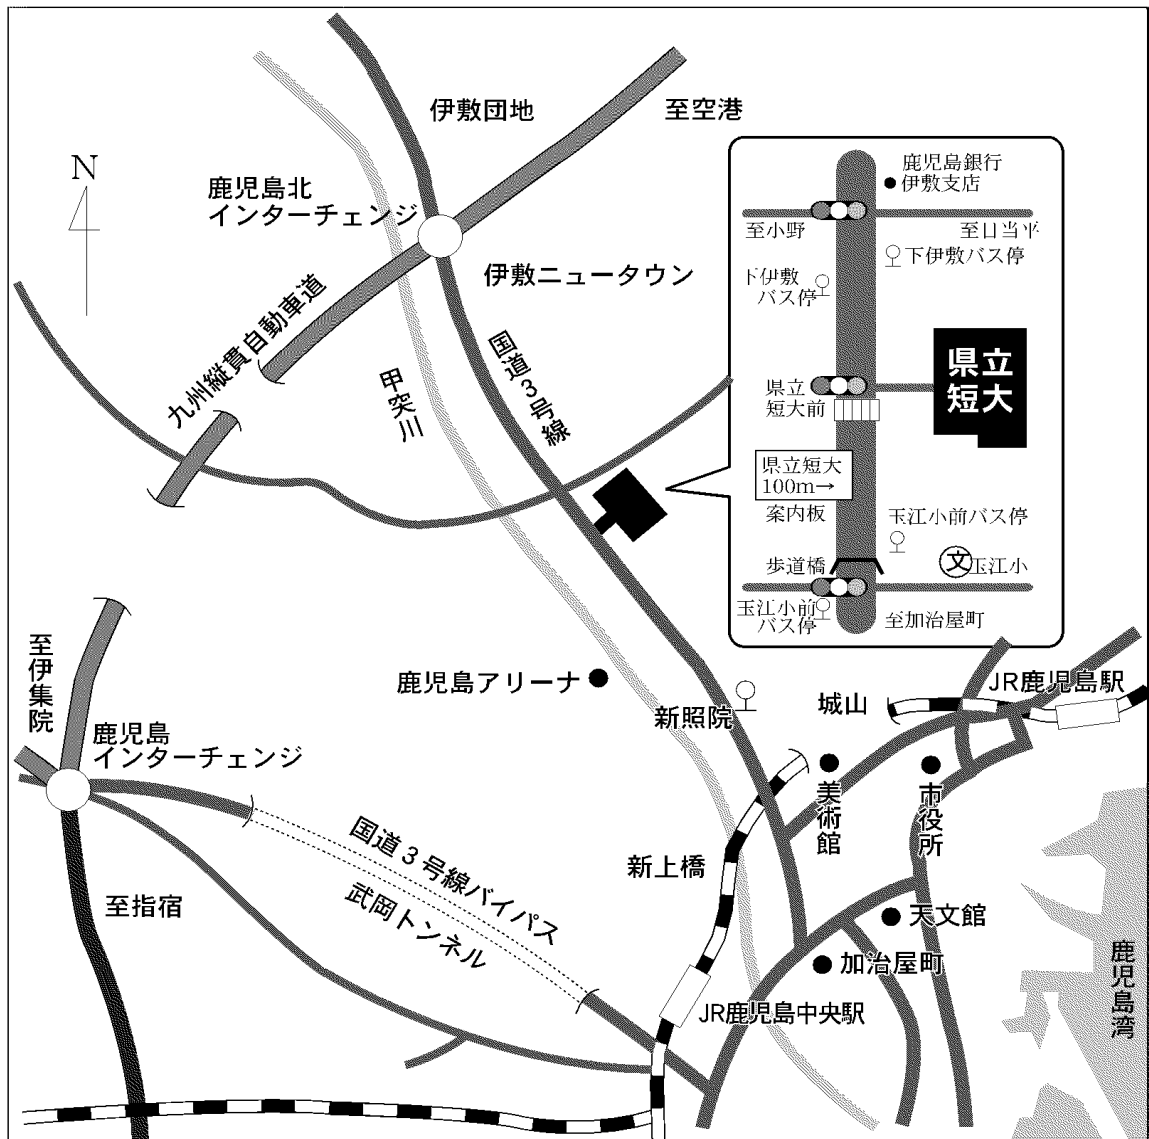 N
伊敷団地
至空港
鹿児島北
インターチェンジ
伊敷ニュータウン
九州縦貫自動車道
甲突川
国道3号線
鹿児島銀行
伊敷支店
至小野
至日当平
下伊敷バス停
下伊敷
バス停
県立
短大前
県立
短大
県立短大
100m→
案内板
玉江小前バス停
歩道橋
文
玉江小
玉江小前
バス停
至加治屋町
至伊集院
鹿児島
インターチェンジ
鹿児島アリーナ
新照院
城山
JR鹿児島駅
美術館
市役所
国道3号線バイパス
武岡トンネル
新上橋
至指宿
天文館
加治屋町
JR鹿児島中央駅
鹿児島湾